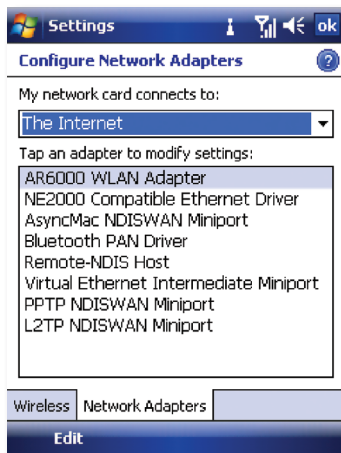 Settings
ok
Configure Network Adapters
?
My network card connects to:
The Internet
Tap an adapter to modify settings:
AR6000 WLAN Adapter
NE2000 Compatible Ethernet Driver
AsyncMac NDISWAN Miniport
Bluetooth PAN Driver
Remote-NDIS Host
Virtual Ethernet Intermediate Miniport
PPTP NDISWAN Miniport
L2TP NDISWAN Miniport
Wireless Network Adapters
Edit